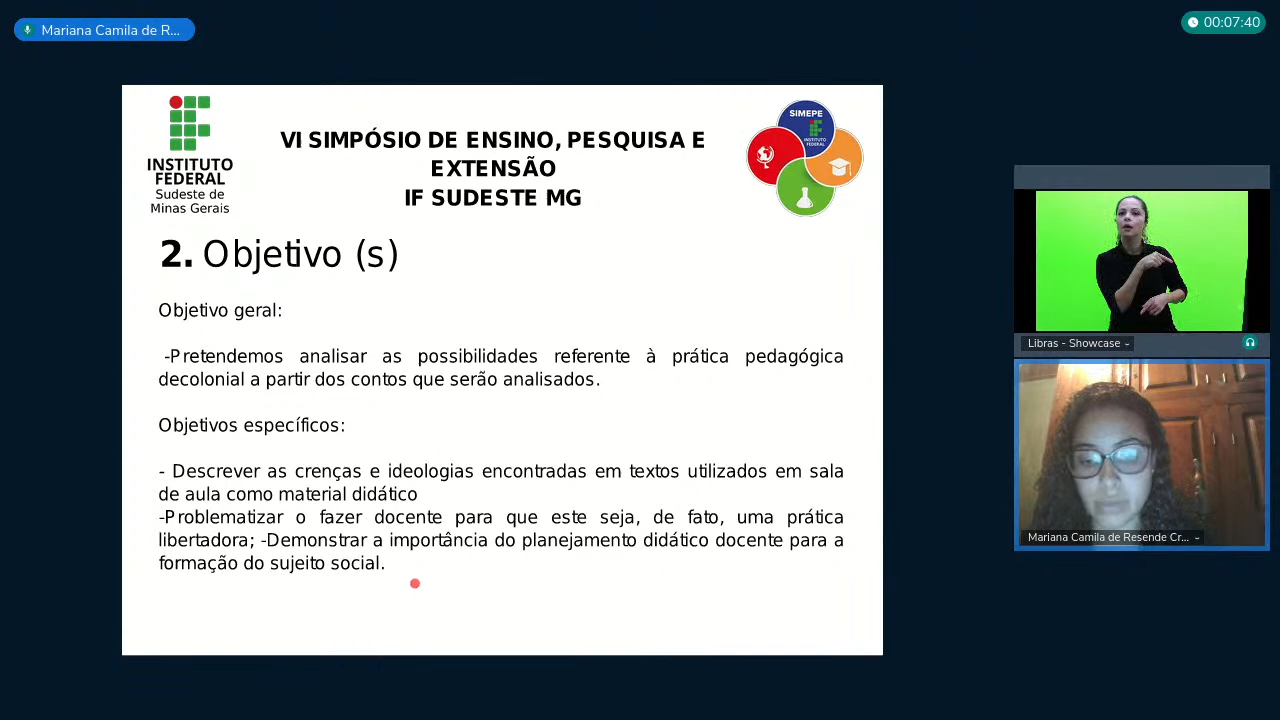 Mariana Camila de R...
00:07:40
INSTITUTO
FEDERAL
Sudeste de
Minas Gerais
VI SIMPÓSIO DE ENSINO, PESQUISA E
EXTENSÃO
IF SUDESTE MG
SIMEPE
INSTITUTO
FEDERAL
2. Objetivo (s)
Objetivo geral:
-Pretendemos analisar as possibilidades referente à prática pedagógica
decolonial a partir dos contos que serão analisados.
Objetivos específicos:
- Descrever as crenças e ideologias encontradas em textos utilizados em sala
de aula como material didático
-Problematizar o fazer docente para que este seja, de fato, uma prática
libertadora; -Demonstrar a importância do planejamento didático docente para a
formação do sujeito social.
Libras - Showcase
Mariana Camila de Resende Cr...